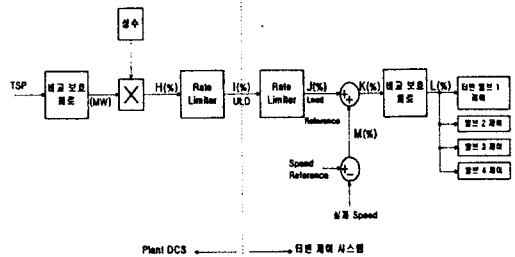 상수
TSP
비교 보호
회로
(MW)
X
H(%)
Rate
Limiter
I(%)
ULD
Rate
Limiter
J(%)
Load
Reference
K(%)
비교 보호
회로
L(%)
터빈 밸브 1
제어
밸브 2 제어
밸브 3 제어
밸브 4 제어
M(%)
Speed
Reference
실제 Speed
Plant DCS
터빈 제어 시스템